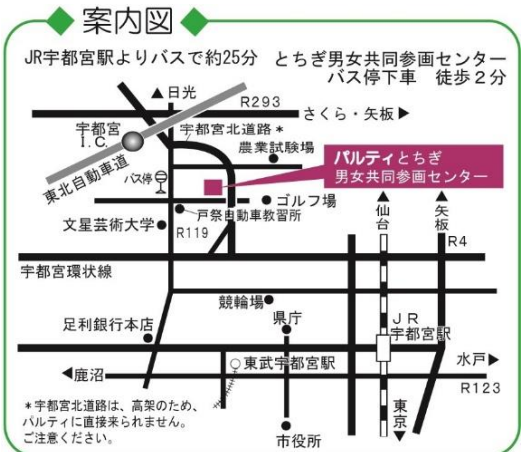 案内図
JR宇都宮駅よりバスで約25分 とちぎ男女共同参画センター
バス停下車 徒歩2分
▲日光
R293
さくら・矢板▶
宇都宮
I.C.
宇都宮北道路*
農業試験場
東北自動車道
バス停
パルティとちぎ
男女共同参画センター
ゴルフ場
戸祭自動車教習所
文星芸術大学
R119
▲仙台
▲矢板
R4
宇都宮環状線
競輪場
県庁
足利銀行本店
JR
宇都宮駅
東武宇都宮駅
水戸▶
◀鹿沼
R123
*宇都宮北道路は、高架のため、
パルティに直接来られません。
ご注意ください。
市役所
東京▼